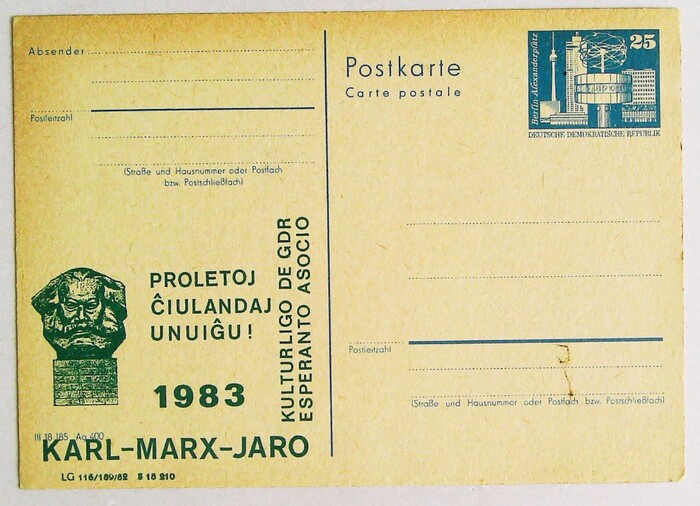 Absender
Postleitzahl
(Straße und Hausnummer oder Postfach
bzw. Postschließfach)
PROLETOJ
ĈIULANDAJ
UNUIĜU!
1983
KULTURLIGO DE GDR
ESPERANTO ASOCIO
III 18 185 Ag 400
KARL-MARX-JARO
LG 116/189/82 5 18 210
Postkarte
Carte postale
Berlin-Alexanderplatz
25
DEUTSCHE DEMOKRATISCHE REPUBLIK
Postleitzahl
(Straße und Hausnummer oder Postfach bzw. Postschließfach)